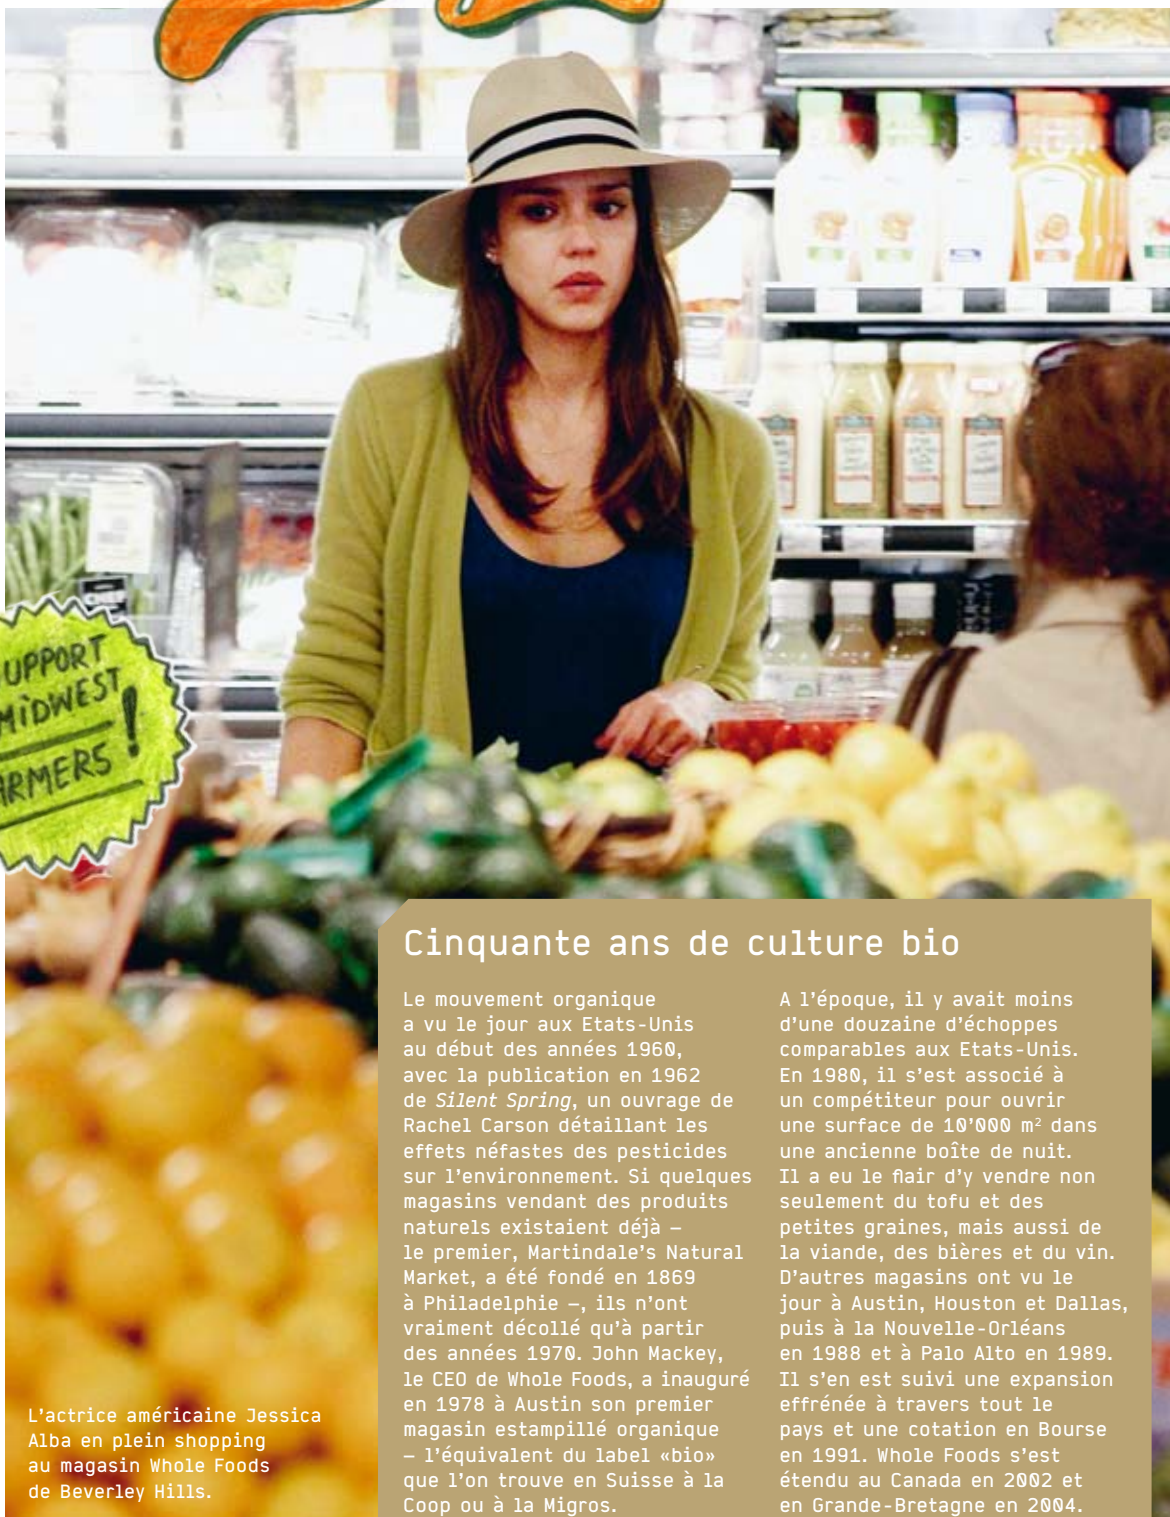 UPPORT
MiDWEST
ARMERS !
Cinquante ans de culture bio
Le mouvement organique
a vu le jour aux Etats-Unis
au début des années 1960,
avec la publication en 1962
de Silent Spring, un ouvrage de
Rachel Carson détaillant les
effets néfastes des pesticides
sur l’environnement. Si quelques
magasins vendant des produits
naturels existaient déjà –
le premier, Martindale’s Natural
Market, a été fondé en 1869
à Philadelphie –, ils n’ont
vraiment décollé qu’à partir
des années 1970. John Mackey,
le CEO de Whole Foods, a inauguré
en 1978 à Austin son premier
magasin estampillé organique
– l’équivalent du label «bio»
que l’on trouve en Suisse à la
Coop ou à la Migros.
A l’époque, il y avait moins
d’une douzaine d’échoppes
comparables aux Etats-Unis.
En 1980, il s’est associé à
un compétiteur pour ouvrir
une surface de 10’000 m² dans
une ancienne boîte de nuit.
Il a eu le flair d’y vendre non
seulement du tofu et des
petites graines, mais aussi de
la viande, des bières et du vin.
D’autres magasins ont vu le
jour à Austin, Houston et Dallas,
puis à la Nouvelle-Orléans
en 1988 et à Palo Alto en 1989.
Il s’en est suivi une expansion
effrénée à travers tout le
pays et une cotation en Bourse
en 1991. Whole Foods s’est
étendu au Canada en 2002 et
en Grande-Bretagne en 2004.
L’actrice américaine Jessica
Alba en plein shopping
au magasin Whole Foods
de Beverley Hills.